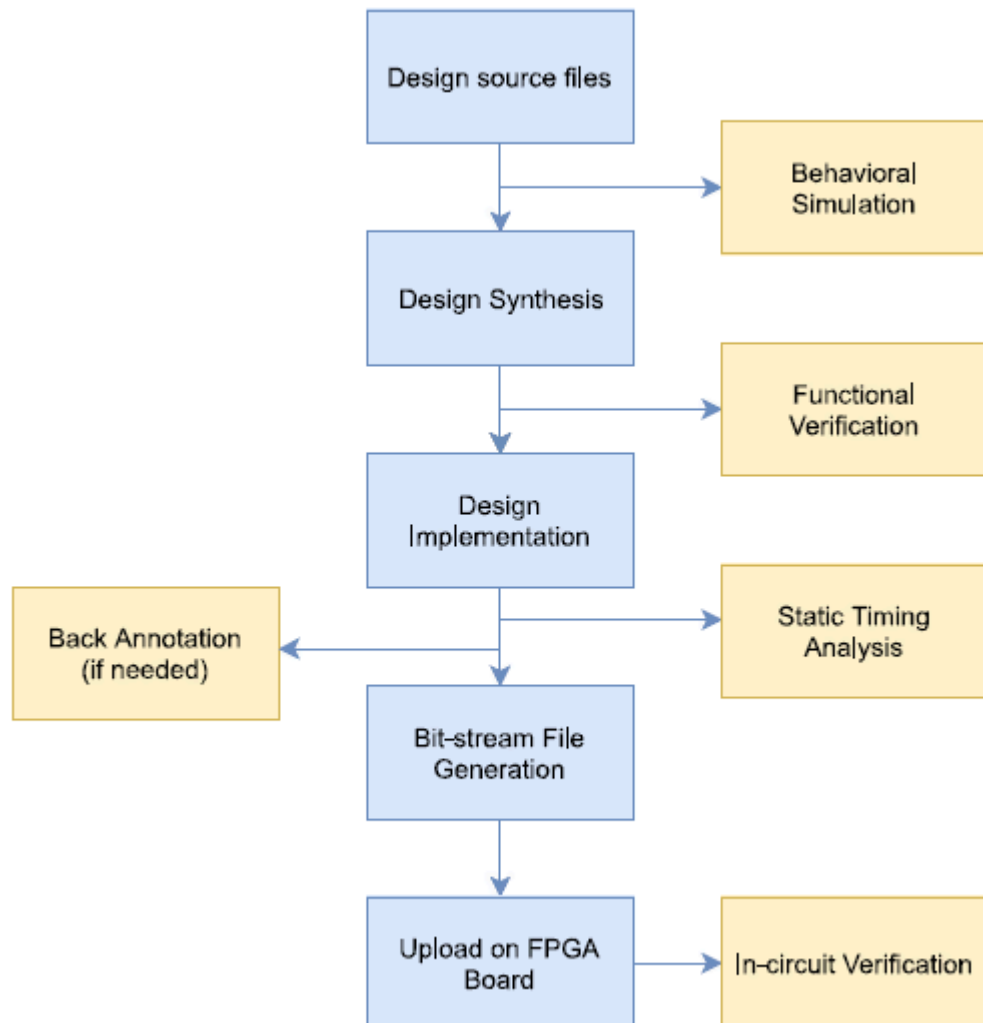 Design source files
Behavioral
Simulation
Design Synthesis
Functional
Verification
Design
Implementation
Back Annotation
(if needed)
Static Timing
Analysis
Bit-stream File
Generation
Upload on FPGA
Board
In-circuit Verification